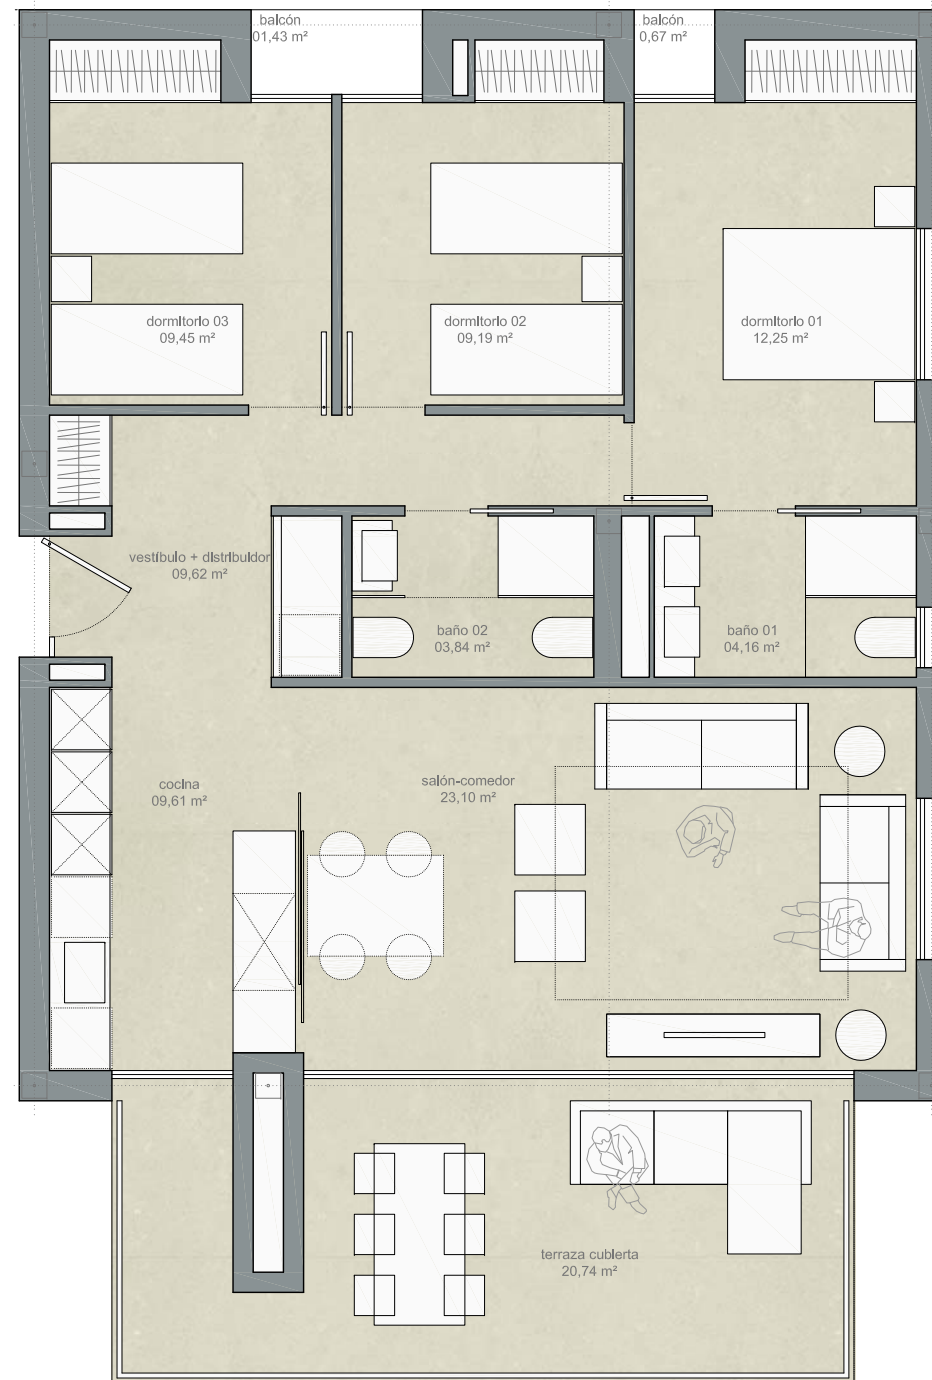 balcón
01,43 m²
balcón
0,67 m²
dormitorio 03
09,45 m²
dormitorio 02
09,19 m²
dormitorio 01
12,25 m²
vestíbulo + distribuidor
09,62 m²
baño 02
03,84 m²
baño 01
04,16 m²
cocina
09,61 m²
salón-comedor
23,10 m²
terraza cubierta
20,74 m²